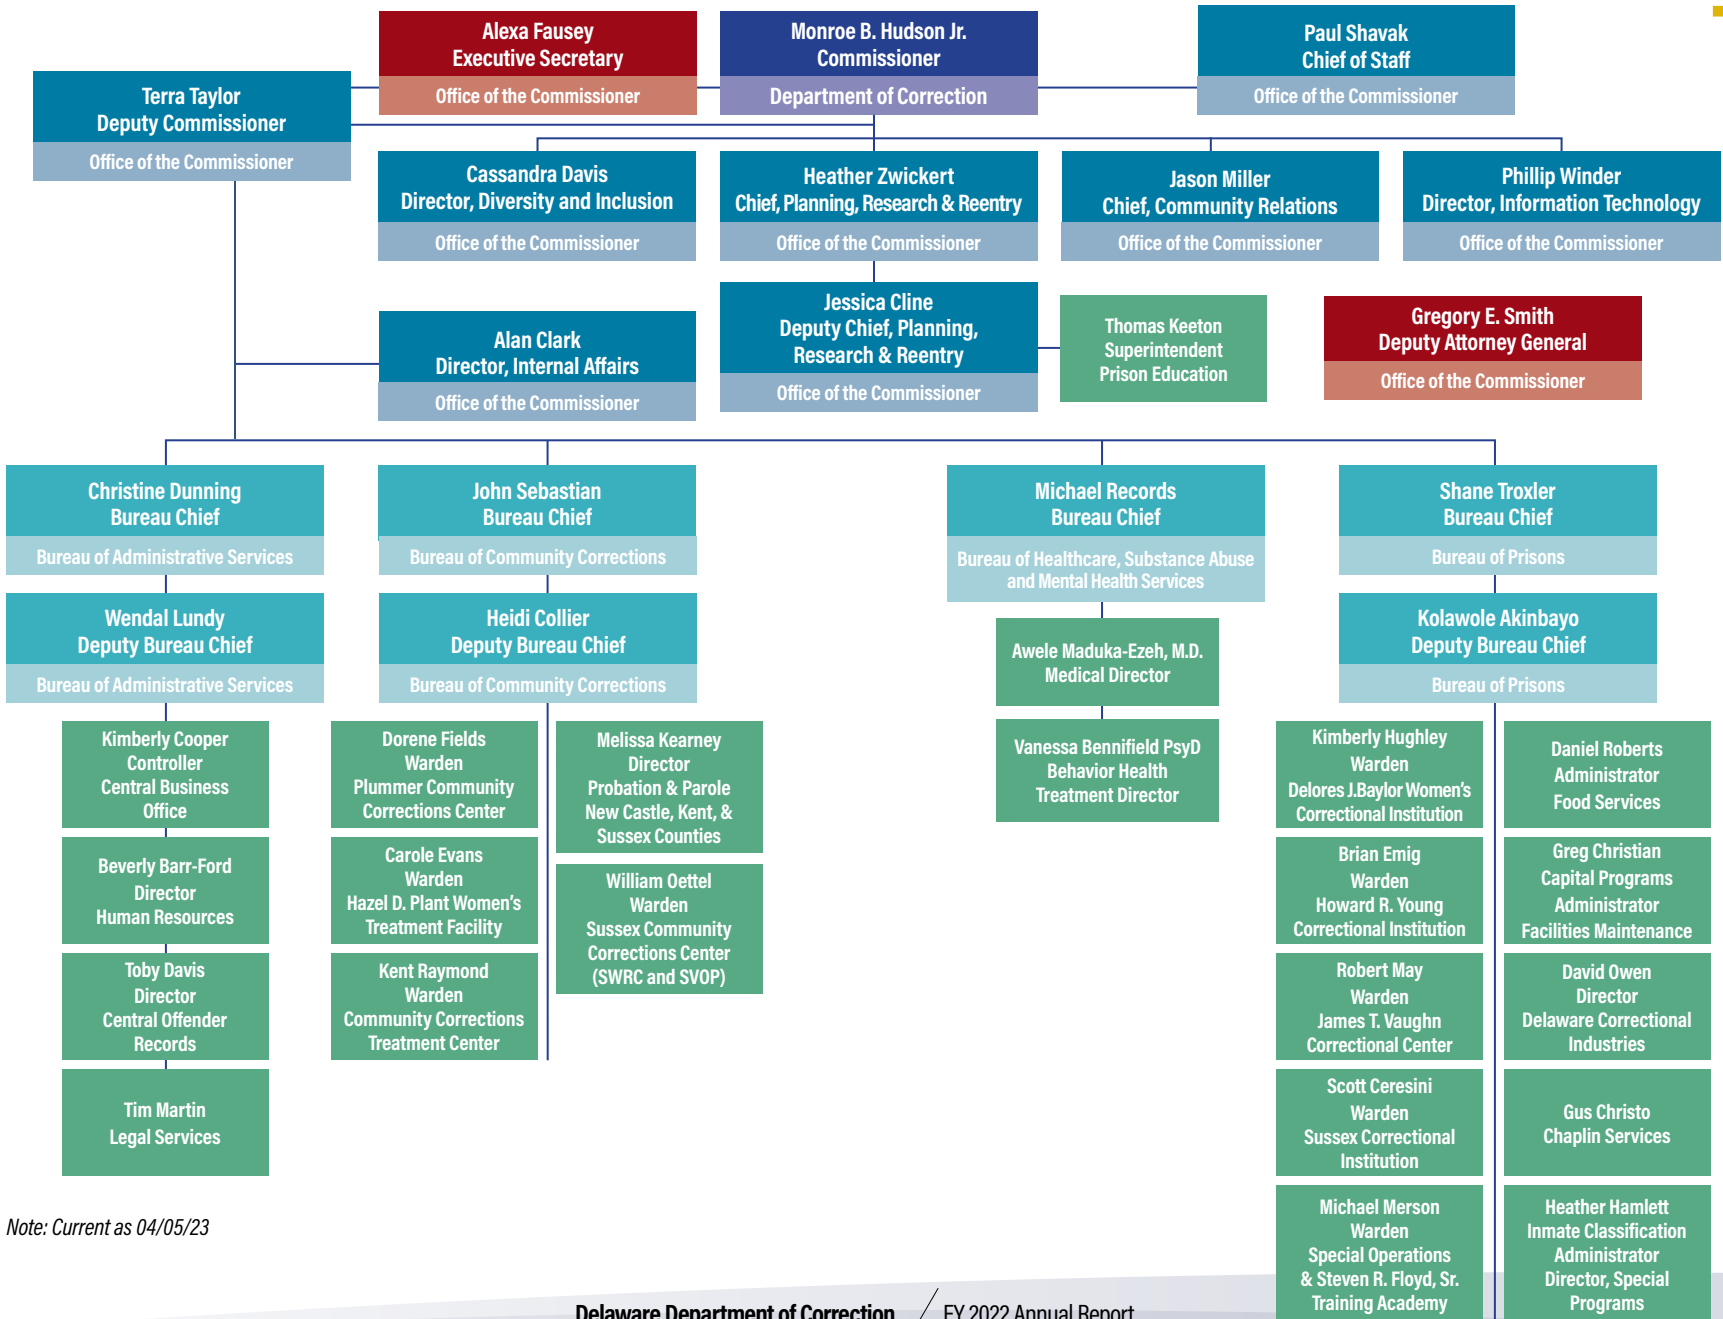 Alexa Fausey
Executive Secretary
Office of the Commissioner
Monroe B. Hudson Jr.
Commissioner
Department of Correction
Paul Shavak
Chief of Staff
Office of the Commissioner
Terra Taylor
Deputy Commissioner
Office of the Commissioner
Cassandra Davis
Director, Diversity and Inclusion
Office of the Commissioner
Heather Zwickert
Chief, Planning, Research & Reentry
Office of the Commissioner
Jason Miller
Chief, Community Relations
Office of the Commissioner
Phillip Winder
Director, Information Technology
Office of the Commissioner
Alan Clark
Director, Internal Affairs
Office of the Commissioner
Jessica Cline
Deputy Chief, Planning,
Research & Reentry
Office of the Commissioner
Thomas Keeton
Superintendent
Prison Education
Gregory E. Smith
Deputy Attorney General
Office of the Commissioner
Christine Dunning
Bureau Chief
Bureau of Administrative Services
Wendal Lundy
Deputy Bureau Chief
Bureau of Administrative Services
Kimberly Cooper
Controller
Central Business
Office
Beverly Barr-Ford
Director
Human Resources
Toby Davis
Director
Central Offender
Records
Tim Martin
Legal Services
John Sebastian
Bureau Chief
Bureau of Community Corrections
Heidi Collier
Deputy Bureau Chief
Bureau of Community Corrections
Dorene Fields
Warden
Plummer Community
Corrections Center
Carole Evans
Warden
Hazel D. Plant Women's
Treatment Facility
Kent Raymond
Warden
Community Corrections
Treatment Center
Melissa Kearney
Director
Probation & Parole
New Castle, Kent, &
Sussex Counties
William Oettel
Warden
Sussex Community
Corrections Center
(SWRC and SVOP)
Michael Records
Bureau Chief
Bureau of Healthcare, Substance Abuse
and Mental Health Services
Awele Maduka-Ezeh, M.D.
Medical Director
Vanessa Bennifield PsyD
Behavior Health
Treatment Director
Shane Troxler
Bureau Chief
Bureau of Prisons
Kolawole Akinbayo
Deputy Bureau Chief
Bureau of Prisons
Kimberly Hughley
Warden
Delores J.Baylor Women's
Correctional Institution
Brian Emig
Warden
Howard R. Young
Correctional Institution
Robert May
Warden
James T. Vaughn
Correctional Center
Scott Ceresini
Warden
Sussex Correctional
Institution
Michael Merson
Warden
Special Operations
& Steven R. Floyd, Sr.
Training Academy
Daniel Roberts
Administrator
Food Services
Greg Christian
Capital Programs
Administrator
Facilities Maintenance
David Owen
Director
Delaware Correctional
Industries
Gus Christo
Chaplin Services
Heather Hamlett
Inmate Classification
Administrator
Director, Special
Programs
Note: Current as 04/05/23
Delaware Department of Correction / FY 2022 Annual Report